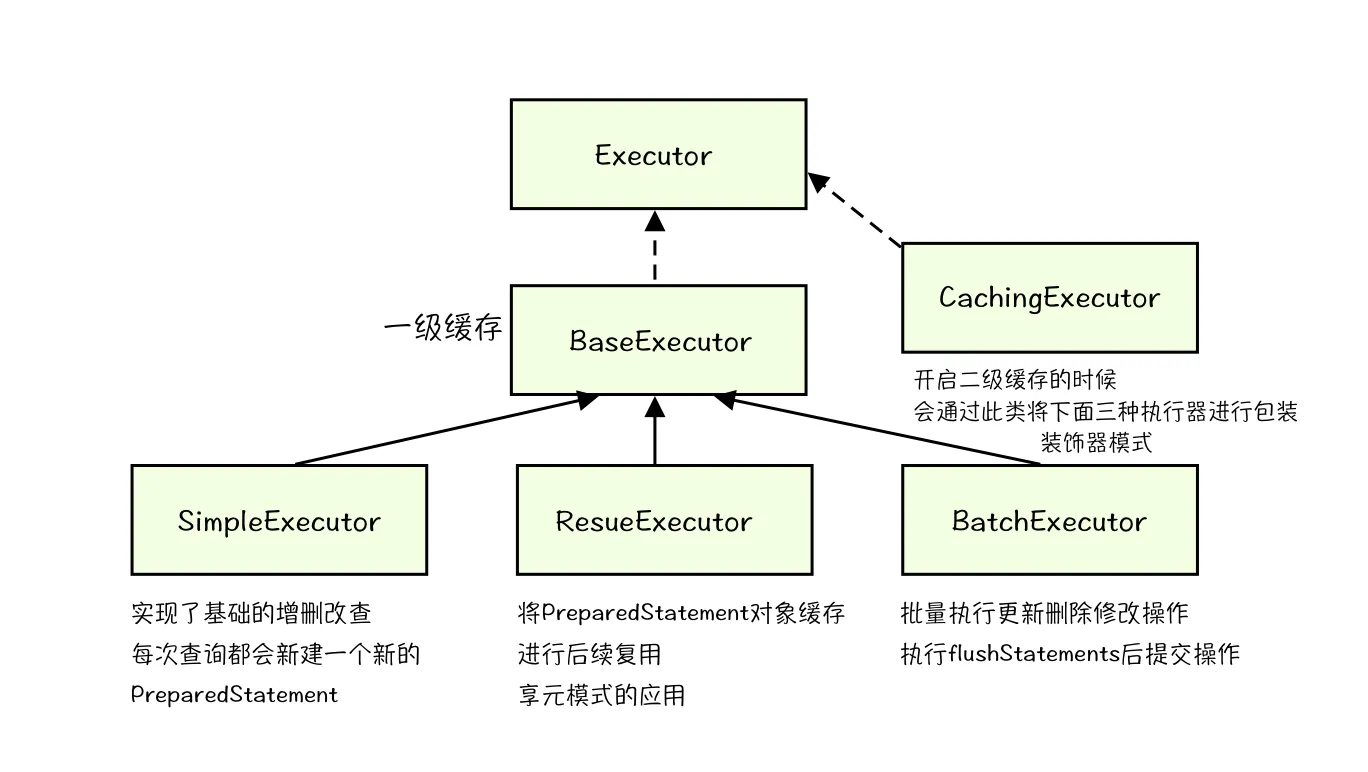 Executor
CachingExecutor
一级缓存
BaseExecutor
开启二级缓存的时候
会通过此类将下面三种执行器进行包装
装饰器模式
SimpleExecutor
ResueExecutor
BatchExecutor
实现了基础的增删改查
每次查询都会新建一个新的
PreparedStatement
将PreparedStatement对象缓存
进行后续复用
享元模式的应用
批量执行更新删除修改操作
执行flushStatements后提交操作